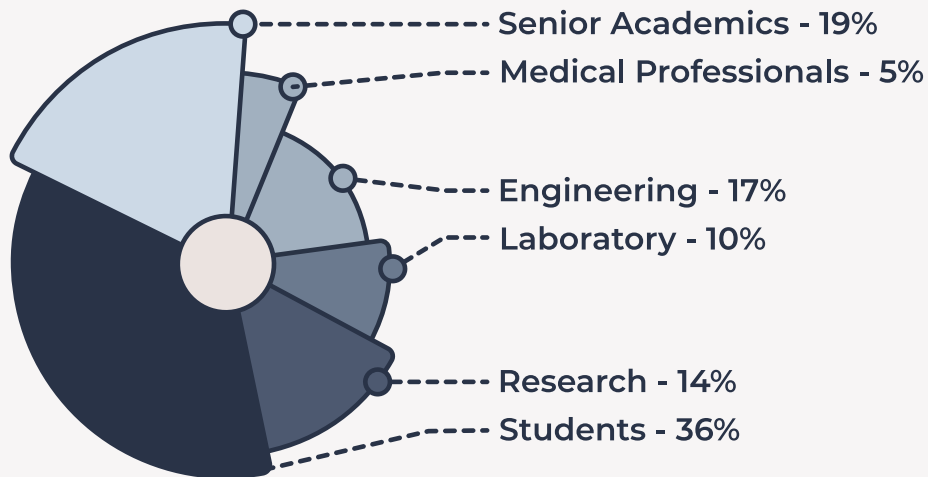 Senior Academics - 19%
Medical Professionals - 5%
Engineering - 17%
Laboratory - 10%
Research - 14%
Students - 36%